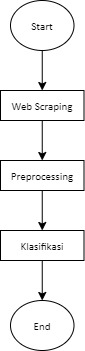 Start
Web Scraping
Preprocessing
Klasifikasi
End